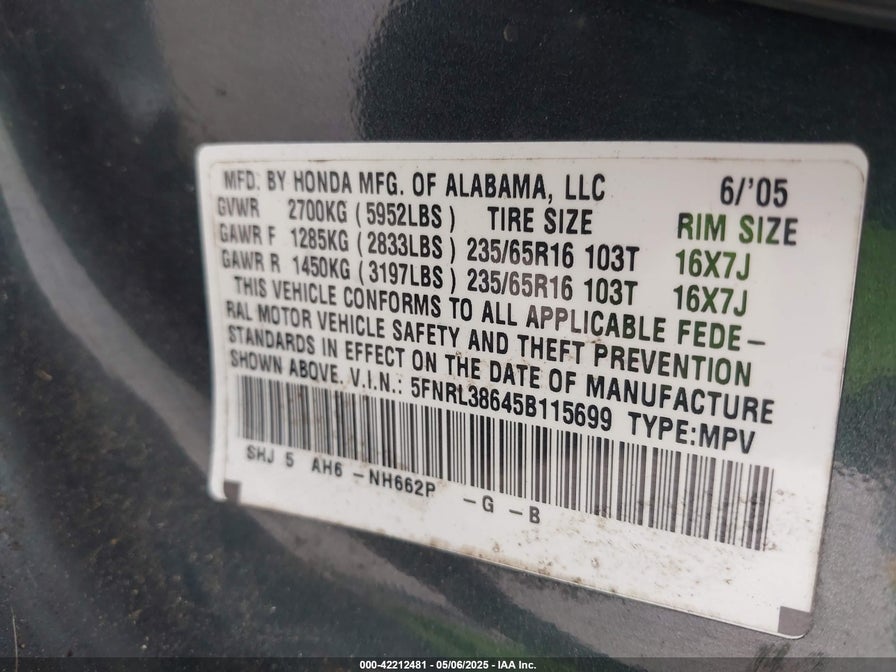 MFD. BY HONDA MFG. OF ALABAMA, LLC 6/'05
GVWR 2700KG (5952LBS) TIRE SIZE RIM SIZE
GAWR F 1285KG (2833LBS) 235/65R16 103T 16X7J
GAWR R 1450KG (3197LBS) 235/65R16 103T 16X7J
THIS VEHICLE CONFORMS TO ALL APPLICABLE FEDE-
RAL MOTOR VEHICLE SAFETY AND THEFT PREVENTION
STANDARDS IN EFFECT ON THE DATE OF MANUFACTURE
SHOWN ABOVE. V.I.N.: 5FNRL38645B115699 TYPE:MPV
SHJ 5 AH6 -NH662P -G -B
000-42212481 — 05/06/2025 — IAA Inc.